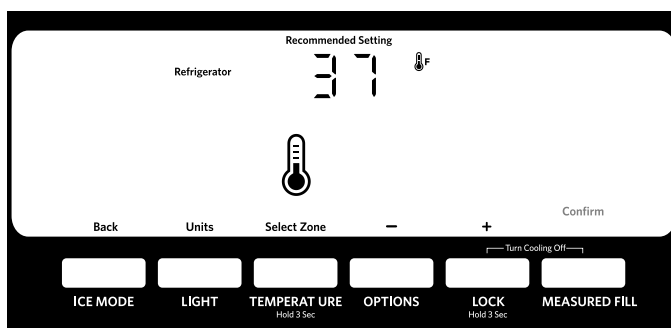 Recommended Setting
Refrigerator 37 F
Confirm
Back Units Select Zone − +
Turn Cooling Off
ICE MODE LIGHT TEMPERAT URE OPTIONS LOCK MEASURED FILL
Hold 3 Sec Hold 3 Sec